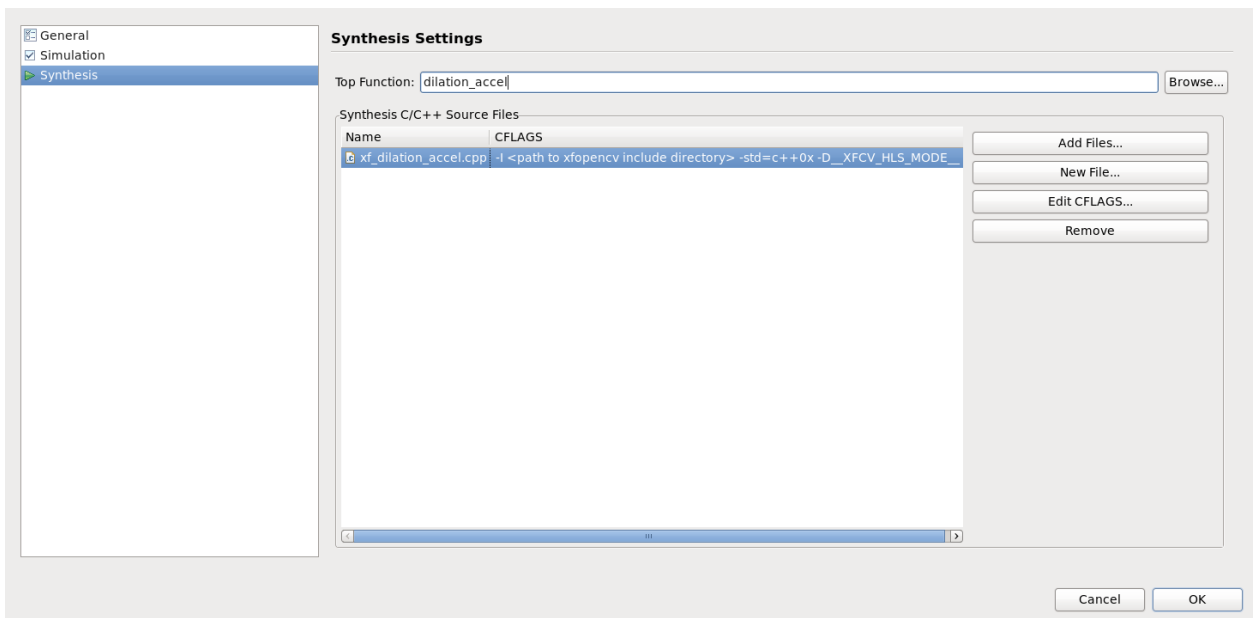 General
Simulation
Synthesis
Synthesis Settings
Top Function: dilation_accel Browse...
Synthesis C/C++ Source Files
Name CFLAGS
xf_dilation_accel.cpp -I <path to xfopencv include directory> -std=c++0x -D__XFCV_HLS_MODE__
Add Files...
New File...
Edit CFLAGS...
Remove
Cancel OK